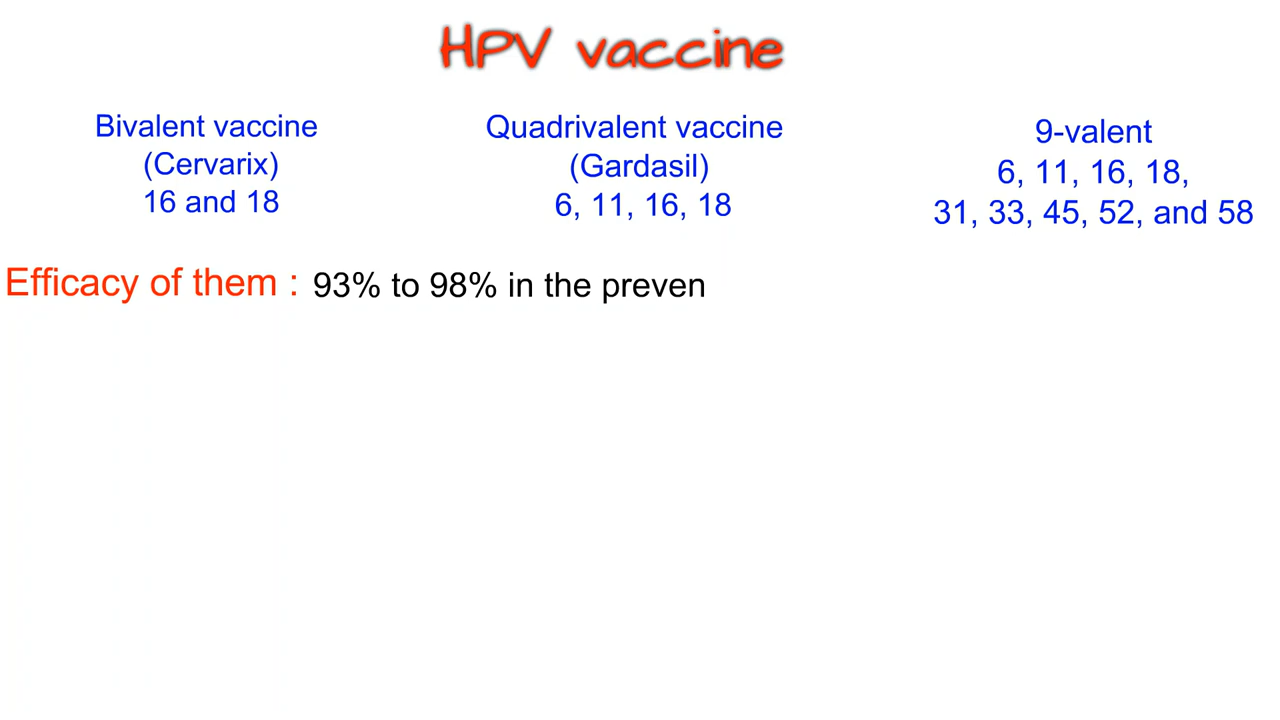 HPV vaccine
Bivalent vaccine
(Cervarix)
16 and 18
Quadrivalent vaccine
(Gardasil)
6, 11, 16, 18
9-valent
6, 11, 16, 18,
31, 33, 45, 52, and 58
Efficacy of them : 93% to 98% in the preven